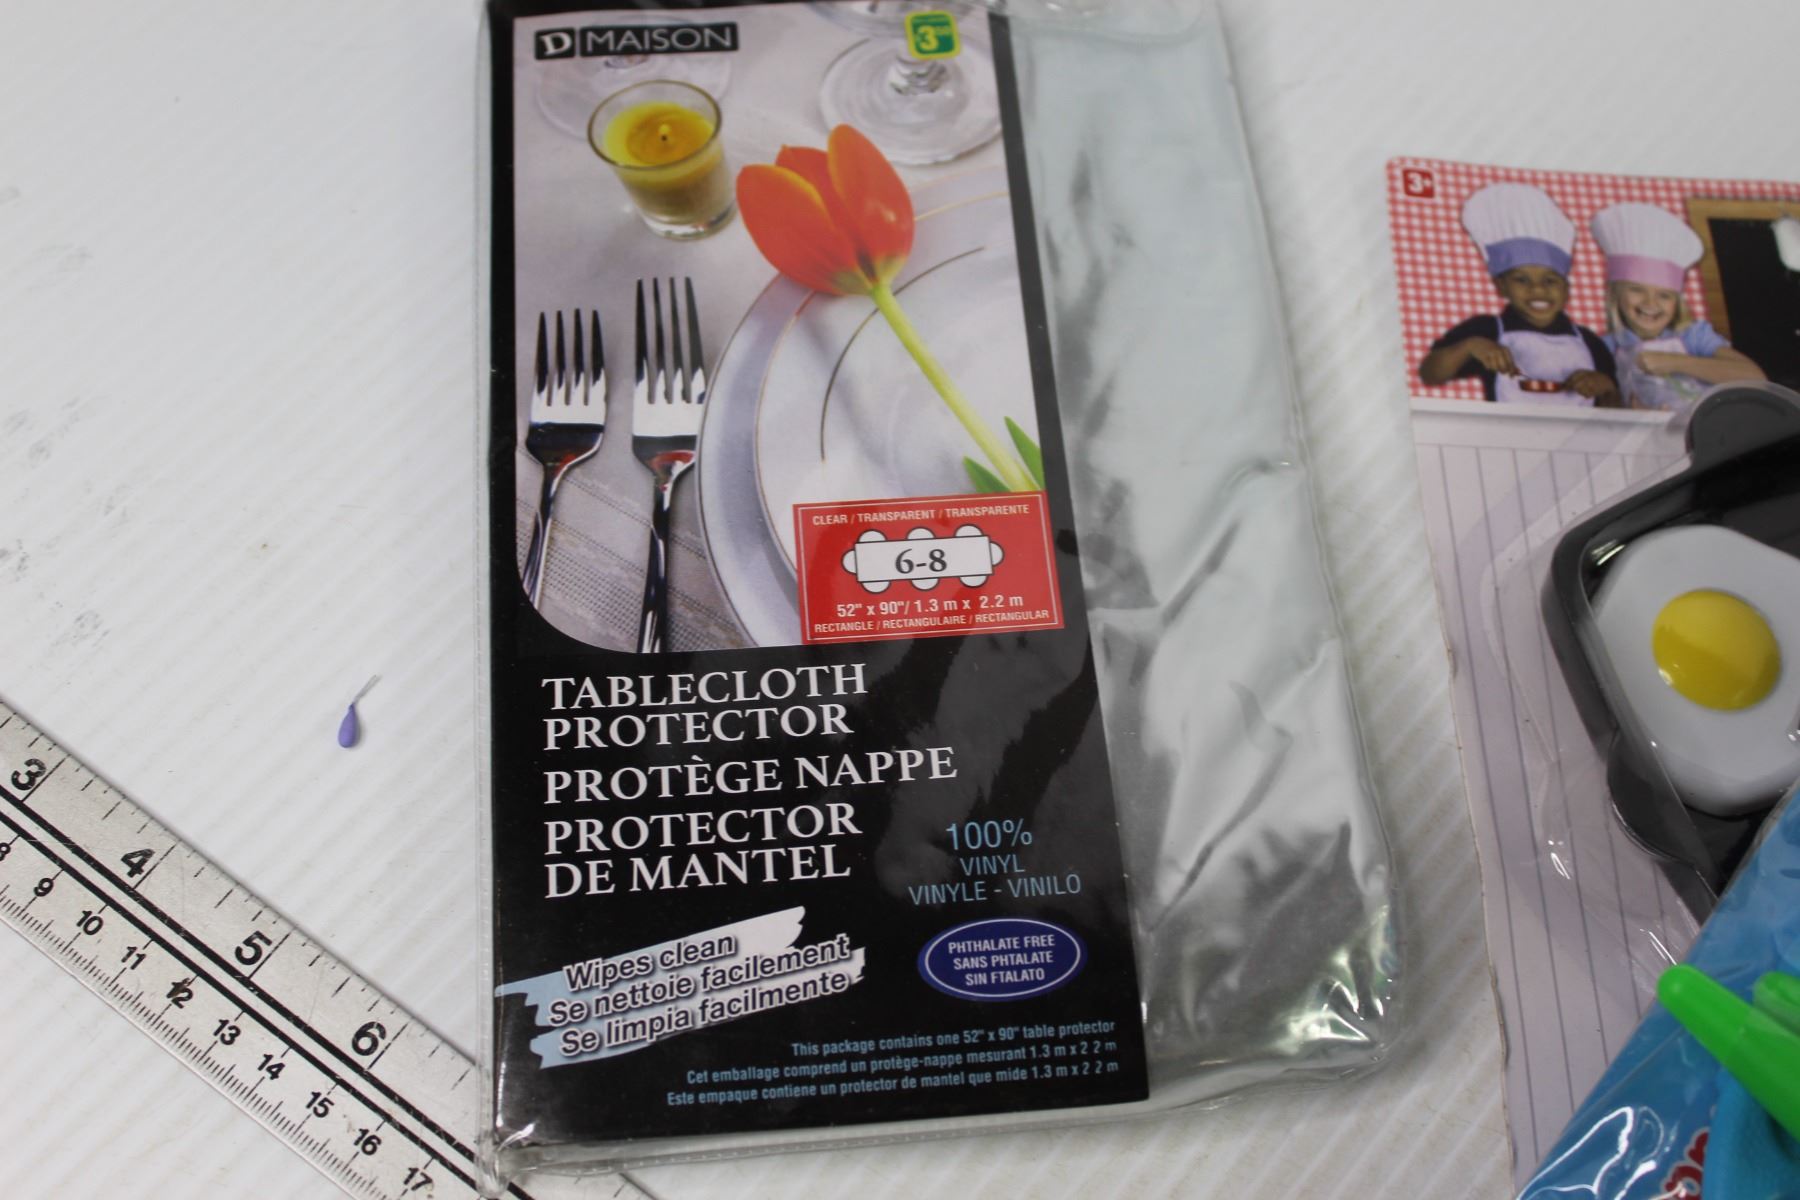 D MAISON
$3
3+
CLEAR / TRANSPARENT / TRANSPARENTE
6-8
52" x 90"/ 1.3 m x 2.2 m
RECTANGLE / RECTANGULAIRE / RECTANGULAR
TABLECLOTH
PROTECTOR
PROTÈGE NAPPE
PROTECTOR
DE MANTEL
100%
VINYL
VINYLE - VINILO
Wipes clean
Se nettoie facilement
Se limpia facilmente
PHTHALATE FREE
SANS PHTALATE
SIN FTALATO
This package contains one 52" x 90" table protector
Cet emballage comprend un protège-nappe mesurant 1.3 m x 2 2 m
Este empaque contiene un protector de mantel que mide 1.3 m x 2 2 m
3 4 5 6
8 9 10 11 12 13 14 15 16 17